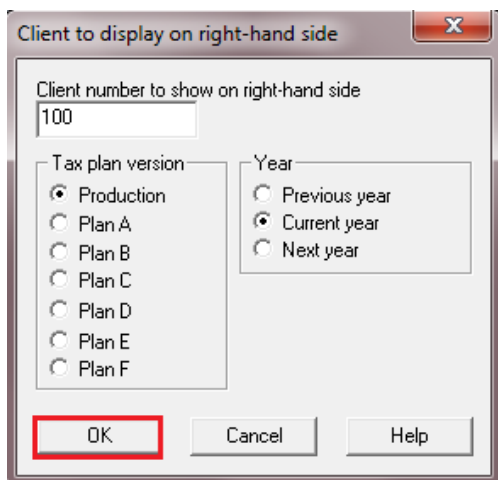 Client to display on right-hand side
Client number to show on right-hand side
100
Tax plan version
Production
Plan A
Plan B
Plan C
Plan D
Plan E
Plan F
Year
Previous year
Current year
Next year
OK
Cancel
Help